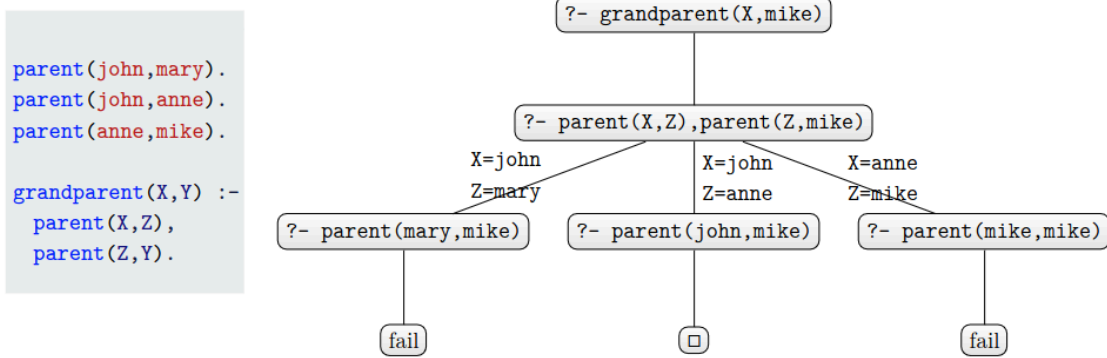 parent(john,mary).
parent(john,anne).
parent(anne,mike).
grandparent(X,Y) :-
parent(X,Z),
parent(Z,Y).
?- grandparent(X,mike)
?- parent(X,Z),parent(Z,mike)
X=john
Z=mary
X=john
Z=anne
X=anne
Z=mike
?- parent(mary,mike)
?- parent(john,mike)
?- parent(mike,mike)
fail
□
fail